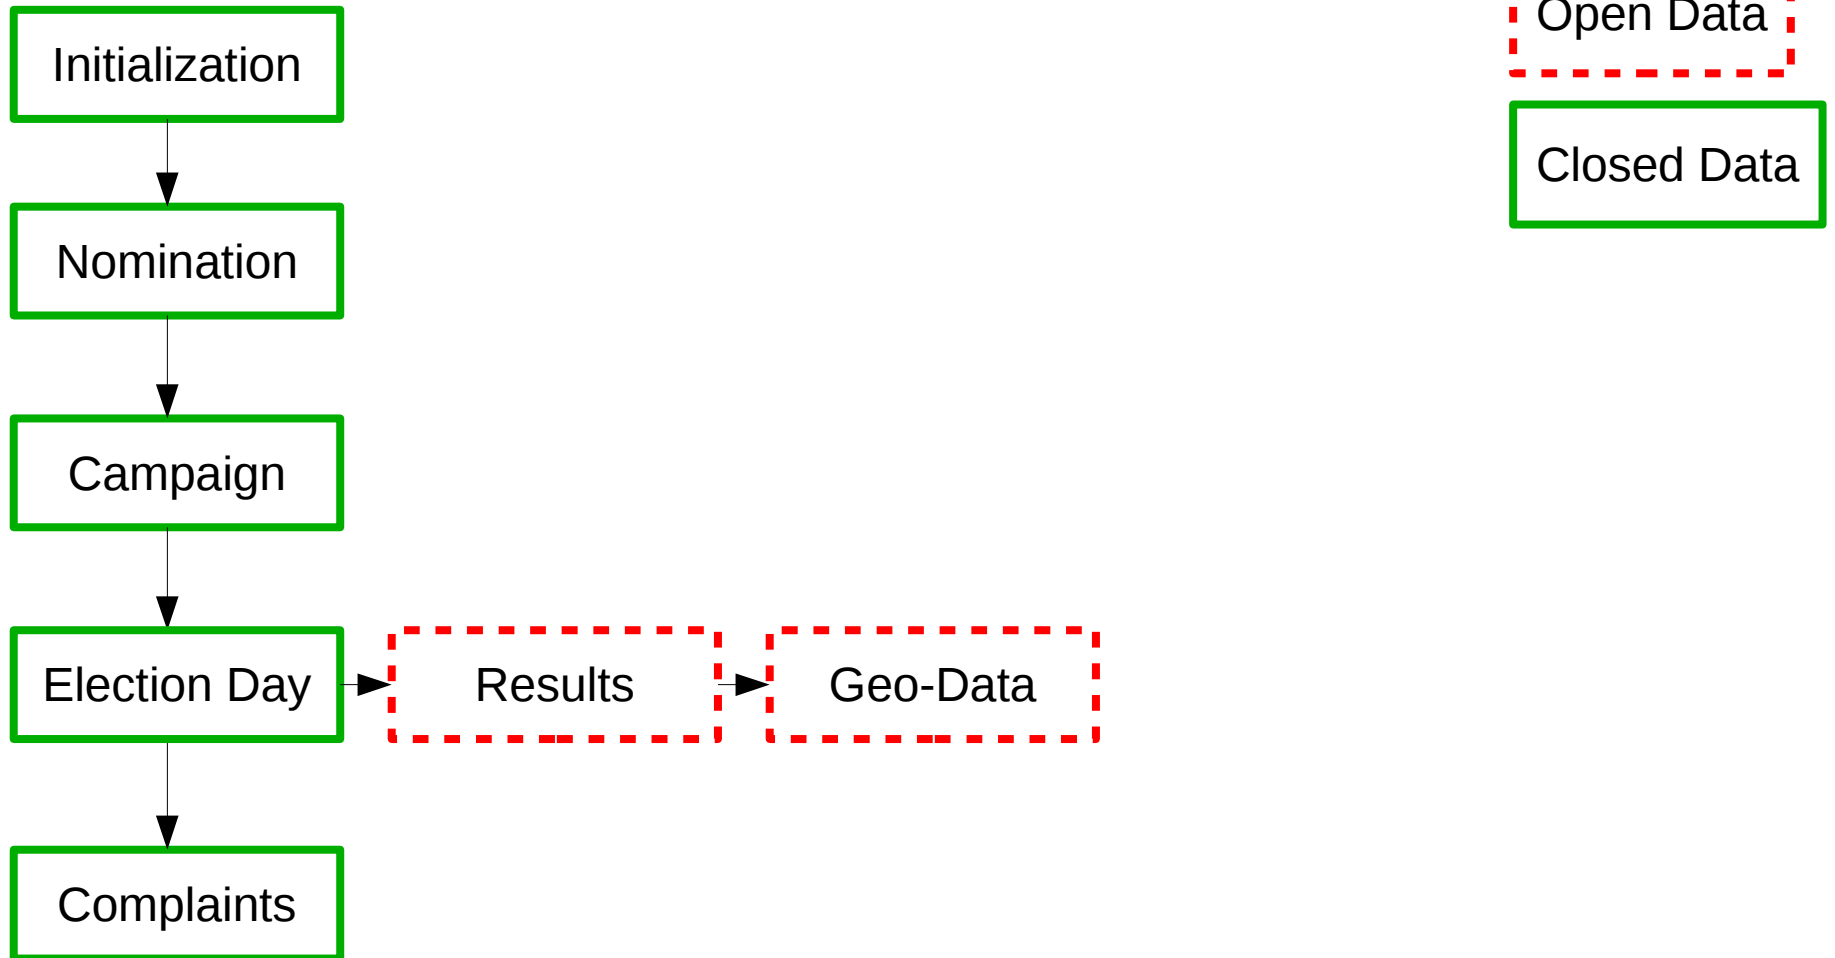 Open Data
Initialization
Closed Data
Nomination
Campaign
Election Day
Results
Geo-Data
Complaints